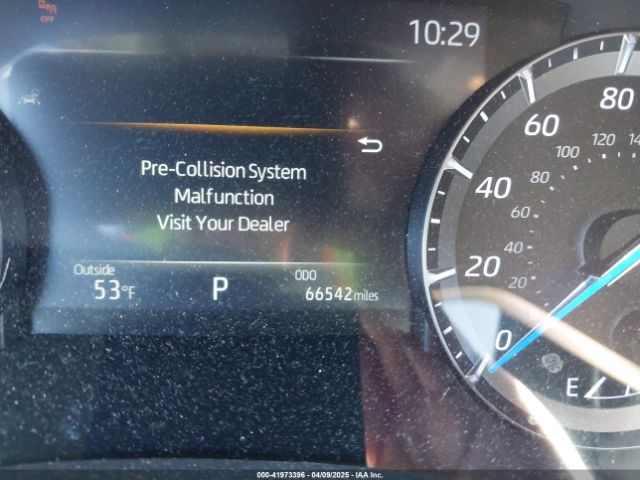 OFF
10:29
Pre-Collision System
Malfunction
Visit Your Dealer
Outside
53°F
P
ODO
66542 miles
80
60
40
20
0
120
100
80
60
40
20
E
000-41973396 - 04/09/2025 - IAA Inc.